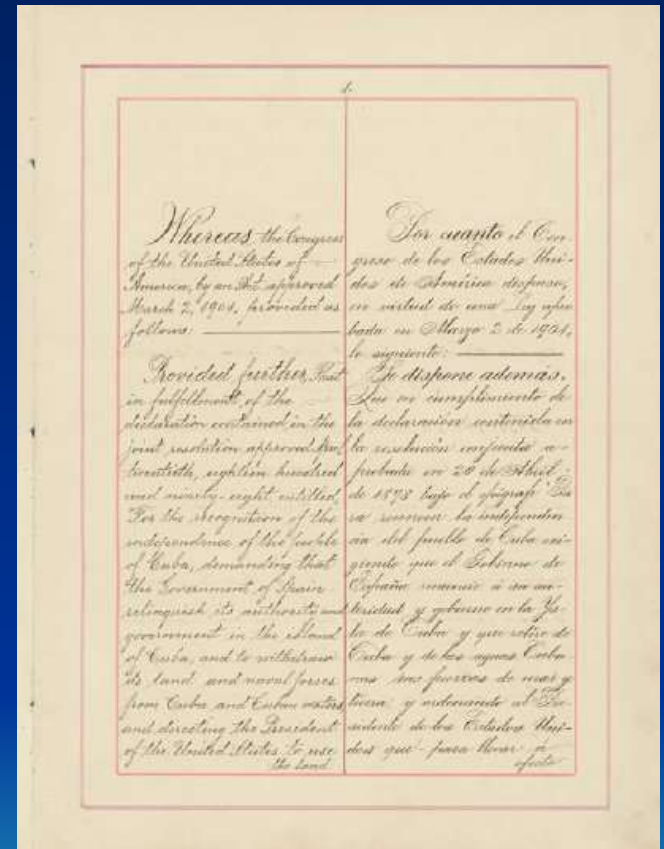 Whereas, the Congress
of the United States of
America, by an Act approved
March 2, 1901, provided as
follows:
Provided further, That
in fulfillment of the
declaration contained in the
joint resolution approved
twentieth, eighteen hundred
and ninety-eight entitled,
"For the recognition of the
independence of the people
of Cuba, demanding that
the Government of Spain
relinquish its authority and
government in the island
of Cuba, and to withdraw
its land and naval forces
from Cuba and Cuban waters
and directing the President
of the United States to use
the land
Por cuanto el Con-
greso de los Estados Uni-
dos de América dispuso,
en virtud de una Ley apro-
bada en Marzo 2 de 1901,
lo siguiente:
Se dispone además,
Que en cumplimiento de
la declaracion contenida en
la resolución conjunta a-
probada en 20 de Abril
de 1898 bajo el epígrafe "Pa-
ra reconocer la independen-
cia del pueblo de Cuba exi-
giendo que el Gobierno de
España renuncie á su au-
toridad y gobierno en la Ys-
la de Cuba y que retire de
Cuba y de las aguas Cuba-
nas sus fuerzas de mar y
tierra, y ordenando al Pre-
sidente de los Estados Uni-
dos que para llevar á
efecto